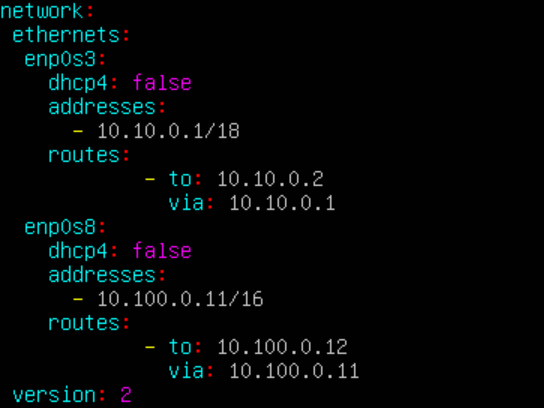 network:
ethernets:
enp0s3:
dhcp4: false
addresses:
- 10.10.0.1/18
routes:
- to: 10.10.0.2
via: 10.10.0.1
enp0s8:
dhcp4: false
addresses:
- 10.100.0.11/16
routes:
- to: 10.100.0.12
via: 10.100.0.11
version: 2